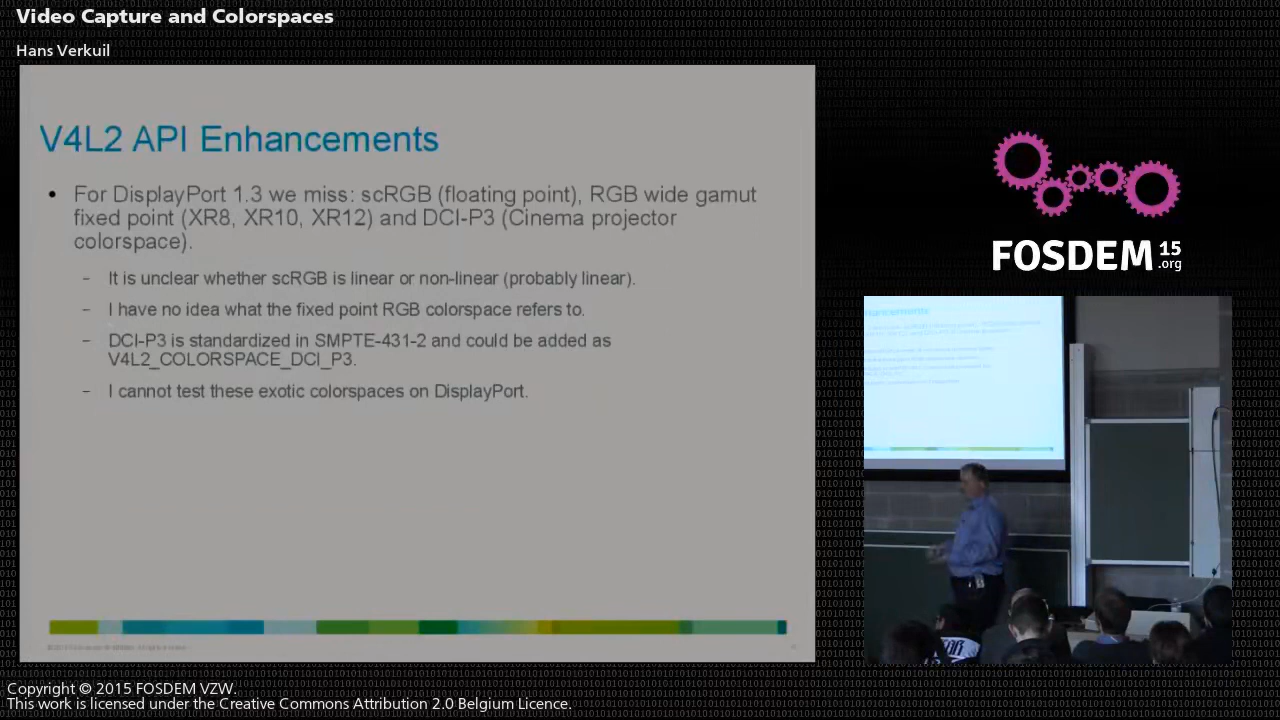 Video Capture and Colorspaces
Hans Verkuil
V4L2 API Enhancements
• For DisplayPort 1.3 we miss: scRGB (floating point), RGB wide gamut
fixed point (XR8, XR10, XR12) and DCI-P3 (Cinema projector
colorspace).
– It is unclear whether scRGB is linear or non-linear (probably linear).
– I have no idea what the fixed point RGB colorspace refers to.
– DCI-P3 is standardized in SMPTE-431-2 and could be added as
V4L2_COLORSPACE_DCI_P3.
– I cannot test these exotic colorspaces on DisplayPort.
FOSDEM 15
.org
Copyright © 2015 FOSDEM VZW.
This work is licensed under the Creative Commons Attribution 2.0 Belgium Licence.